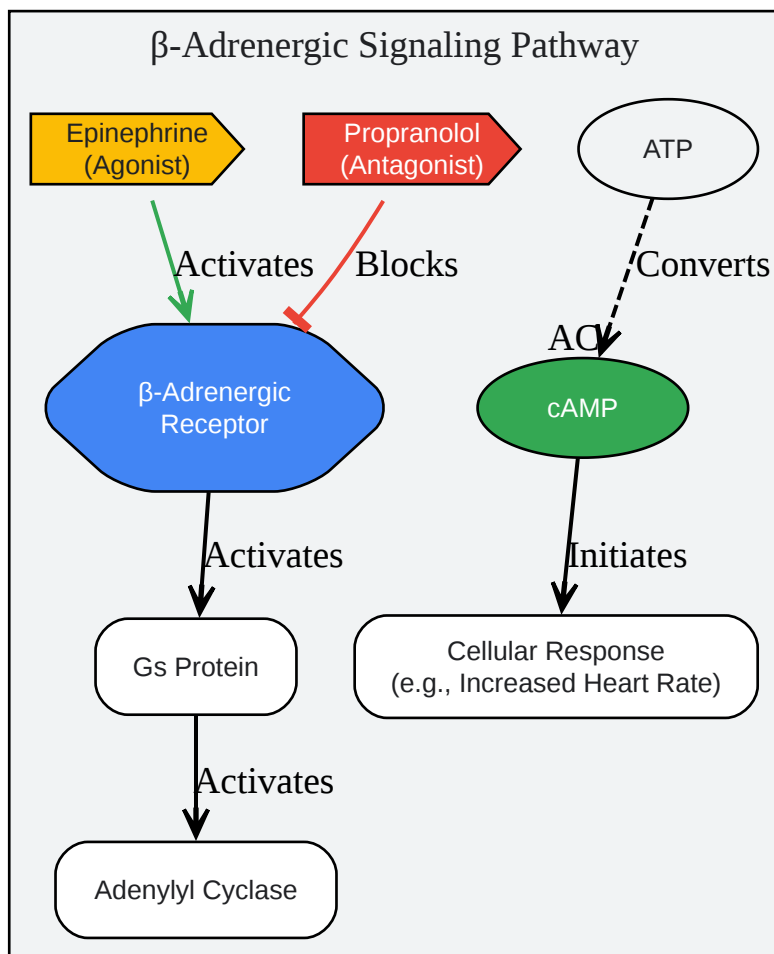 β-Adrenergic Signaling Pathway
Epinephrine
(Agonist)
Propranolol
(Antagonist)
ATP
Activates
Blocks
Converts
AC
β-Adrenergic
Receptor
cAMP
Activates
Initiates
Gs Protein
Cellular Response
(e.g., Increased Heart Rate)
Activates
Adenylyl Cyclase